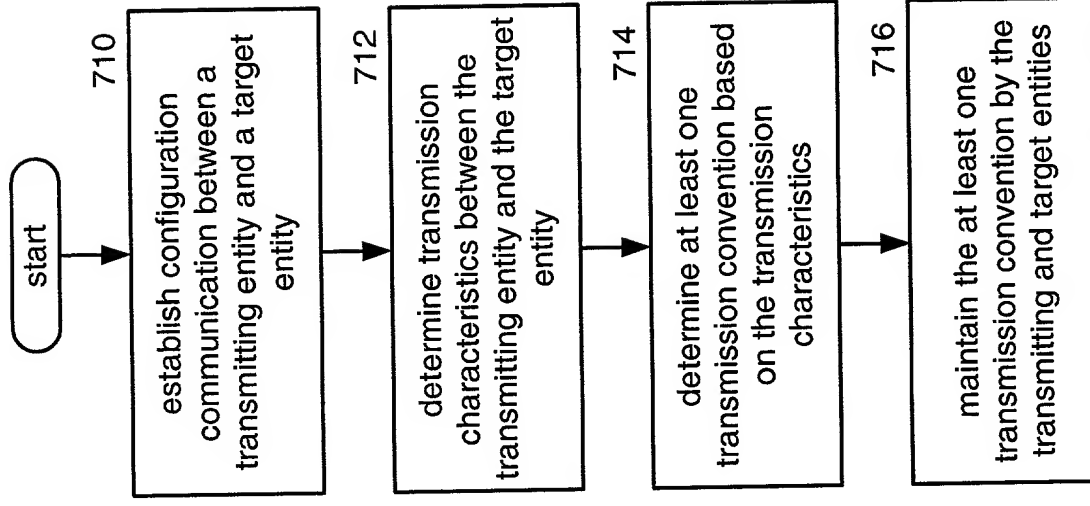 start
710
establish configuration
communication between a
transmitting entity and a target
entity
712
determine transmission
characteristics between the
transmitting entity and the target
entity
714
determine at least one
transmission convention based
on the transmission
characteristics
716
maintain the at least one
transmission convention by the
transmitting and target entities